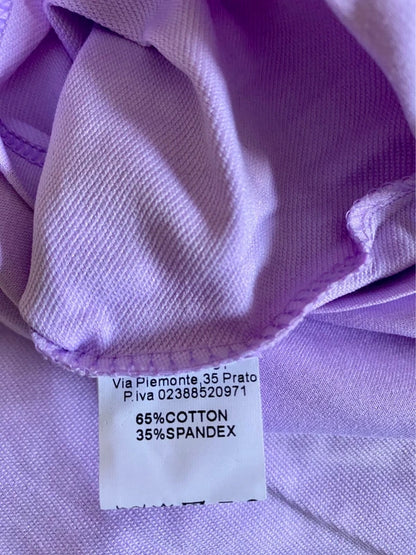 Via Piemonte,35 Prato
P.iva 02388520971
65%COTTON
35%SPANDEX